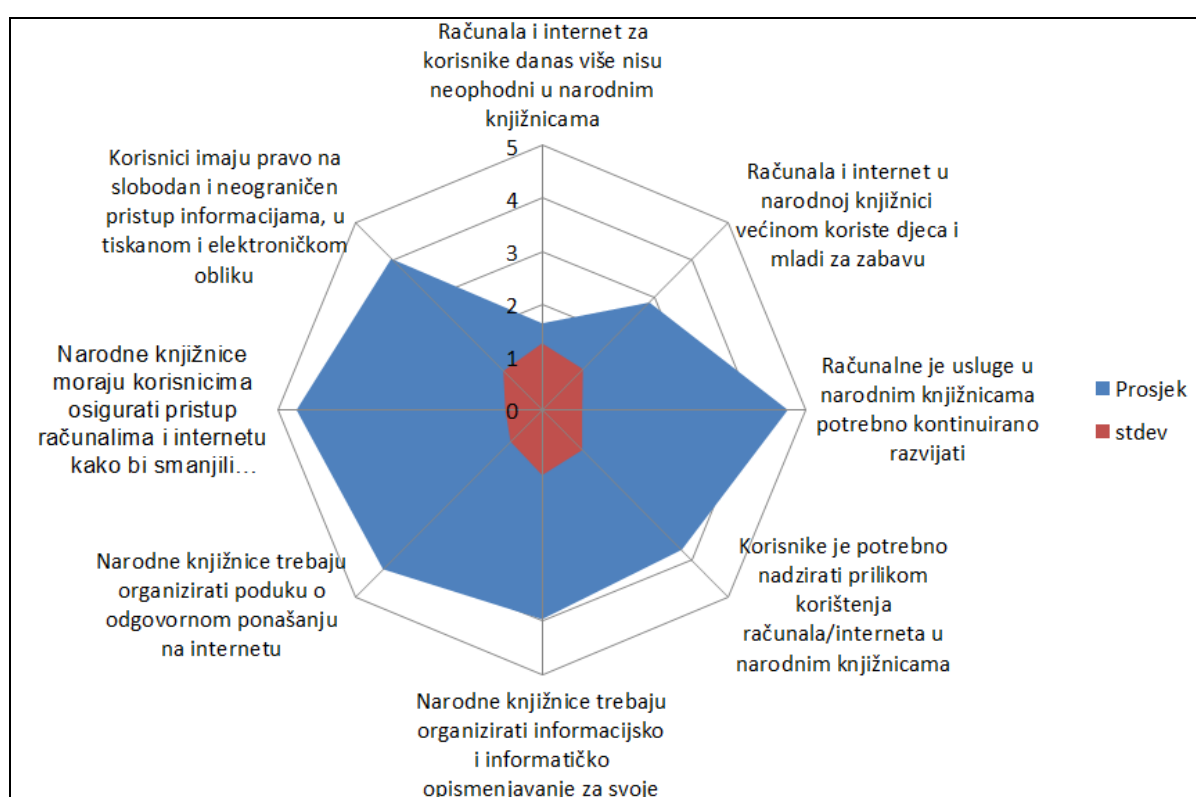 Računala i internet za
korisnike danas više nisu
neophodni u narodnim
knjižnicama
Računala i internet u
narodnoj knjižnici
većinom koriste djeca i
mladi za zabavu
Računalne je usluge u
narodnim knjižnicama
potrebno kontinuirano
razvijati
Korisnike je potrebno
nadzirati prilikom
korištenja
računala/interneta u
narodnim knjižnicama
Narodne knjižnice trebaju
organizirati informacijsko
i informatičko
opismenjavanje za svoje
Narodne knjižnice trebaju
organizirati poduku o
odgovornom ponašanju
na internetu
Narodne knjižnice
moraju korisnicima
osigurati pristup
računalima i internetu
kako bi smanjili…
Korisnici imaju pravo na
slobodan i neograničen
pristup informacijama, u
tiskanom i elektroničkom
obliku
5
4
3
2
1
0
Prosjek
stdev